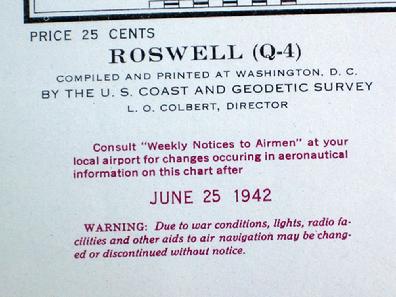 PRICE 25 CENTS
ROSWELL (Q-4)
COMPILED AND PRINTED AT WASHINGTON, D. C.
BY THE U. S. COAST AND GEODETIC SURVEY
L. O. COLBERT, DIRECTOR
Consult "Weekly Notices to Airmen" at your
local airport for changes occuring in aeronautical
information on this chart after
JUNE 25 1942
WARNING: Due to war conditions, lights, radio fa-
cilities and other aids to air navigation may be chang-
ed or discontinued without notice.